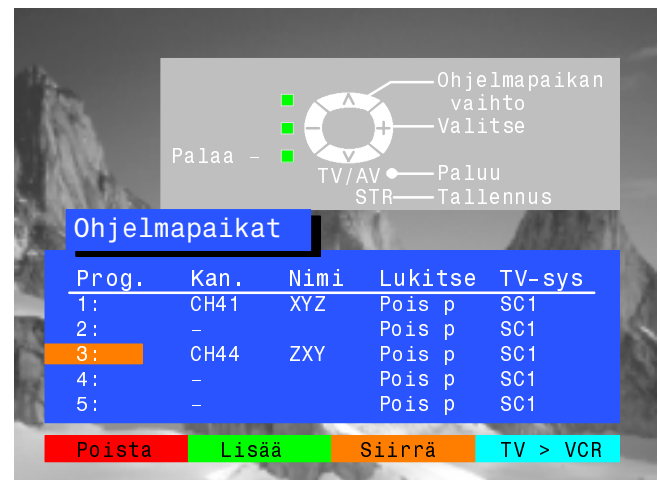 Ohjelmapaikan
vaihto
Valitse
Palaa –
TV/AV Paluu
STR Tallennus
Ohjelmapaikat
Prog. Kan. Nimi Lukitse TV-sys
1: CH41 XYZ Pois p SC1
2: – Pois p SC1
3: CH44 ZXY Pois p SC1
4: – Pois p SC1
5: – Pois p SC1
Poista Lisää Siirrä TV > VCR